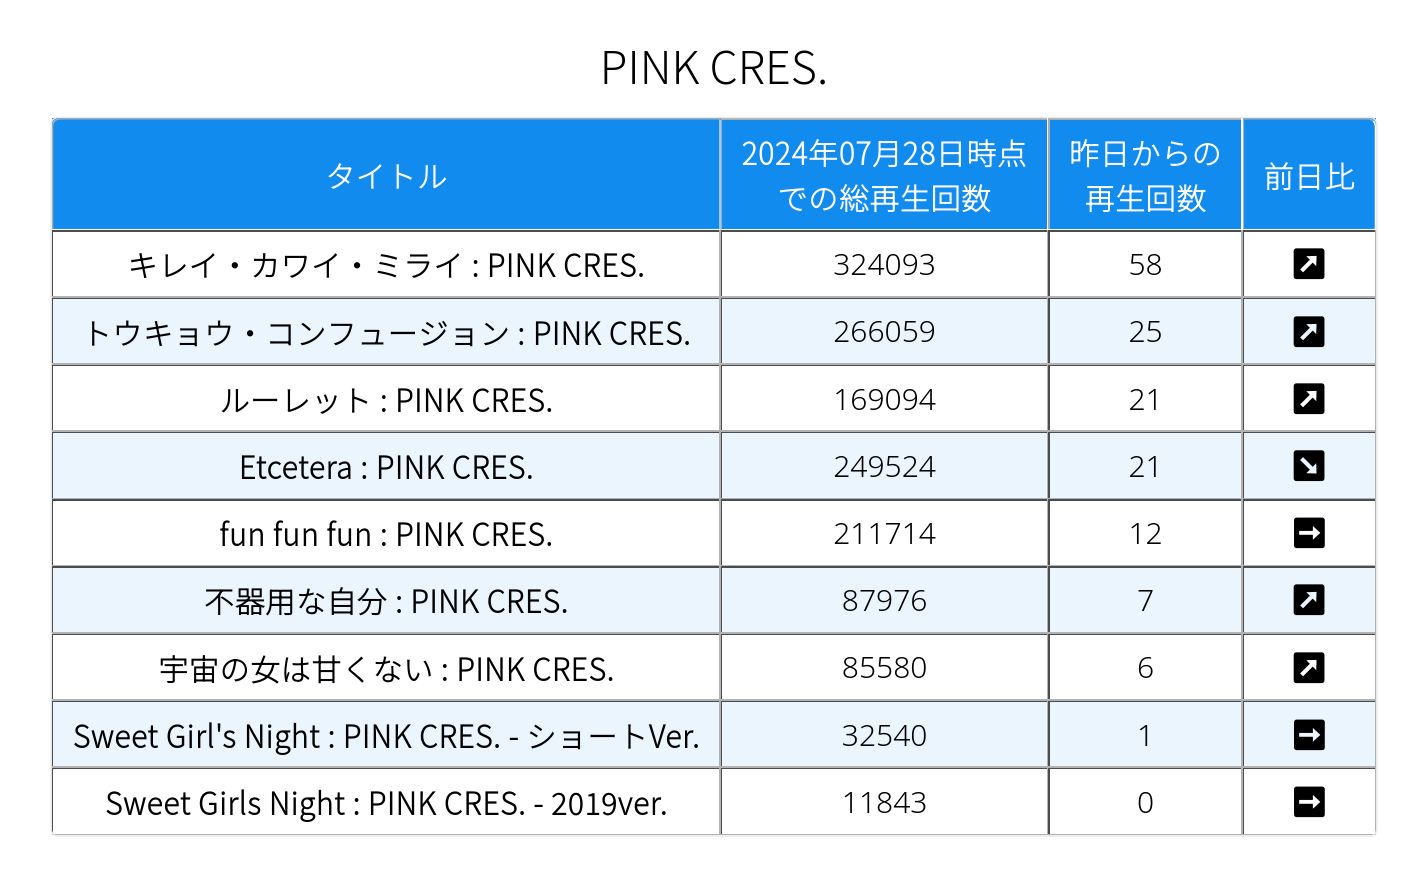 PINK CRES.
タイトル
2024年07月28日時点
での総再生回数
昨日からの
再生回数
前日比
キレイ・カワイ・ミライ : PINK CRES. 324093 58 ↗
トウキョウ・コンフュージョン : PINK CRES. 266059 25 ↗
ルーレット : PINK CRES. 169094 21 ↗
Etcetera : PINK CRES. 249524 21 ↘
fun fun fun : PINK CRES. 211714 12 →
不器用な自分 : PINK CRES. 87976 7 ↗
宇宙の女は甘くない : PINK CRES. 85580 6 ↗
Sweet Girl's Night : PINK CRES. - ショートVer. 32540 1 →
Sweet Girls Night : PINK CRES. - 2019ver. 11843 0 →